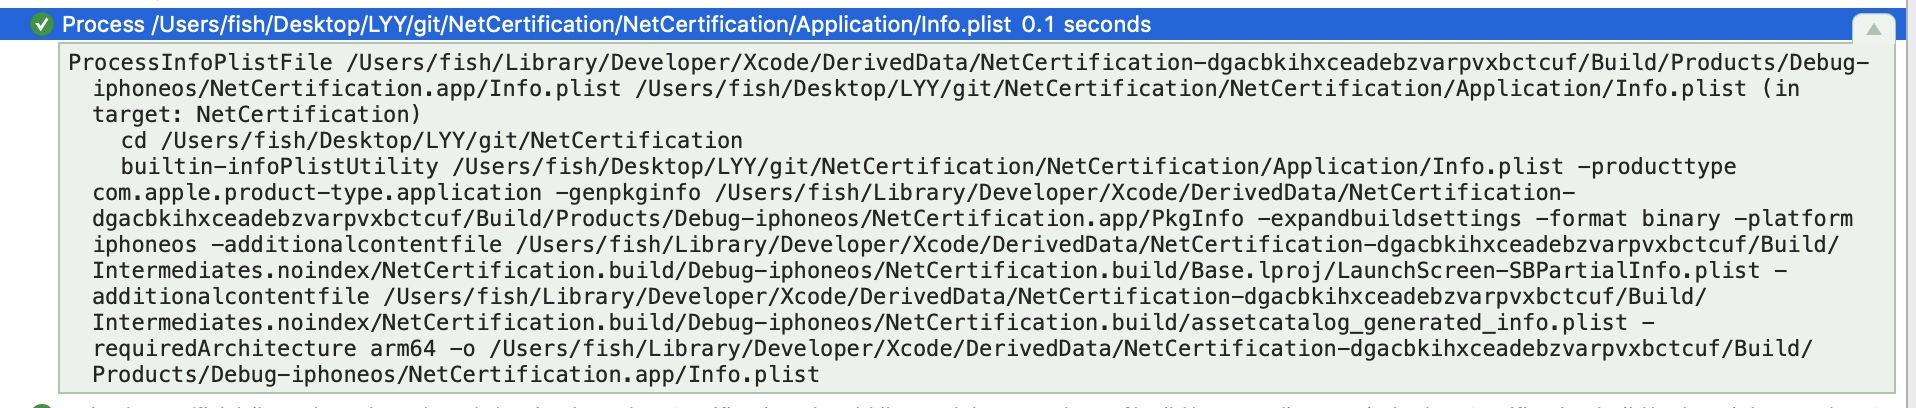 Process /Users/fish/Desktop/LYY/git/NetCertification/NetCertification/Application/Info.plist 0.1 seconds
ProcessInfoPlistFile /Users/fish/Library/Developer/Xcode/DerivedData/NetCertification-dgacbkihxceadebzvarpvxbctcuf/Build/Products/Debug-
iphoneos/NetCertification.app/Info.plist /Users/fish/Desktop/LYY/git/NetCertification/NetCertification/Application/Info.plist (in
target: NetCertification)
cd /Users/fish/Desktop/LYY/git/NetCertification
builtin-infoPlistUtility /Users/fish/Desktop/LYY/git/NetCertification/NetCertification/Application/Info.plist -producttype
com.apple.product-type.application -genpkginfo /Users/fish/Library/Developer/Xcode/DerivedData/NetCertification-
dgacbkihxceadebzvarpvxbctcuf/Build/Products/Debug-iphoneos/NetCertification.app/PkgInfo -expandbuildsettings -format binary -platform
iphoneos -additionalcontentfile /Users/fish/Library/Developer/Xcode/DerivedData/NetCertification-dgacbkihxceadebzvarpvxbctcuf/Build/
Intermediates.noindex/NetCertification.build/Debug-iphoneos/NetCertification.build/Base.lproj/LaunchScreen-SBPartialInfo.plist -
additionalcontentfile /Users/fish/Library/Developer/Xcode/DerivedData/NetCertification-dgacbkihxceadebzvarpvxbctcuf/Build/
Intermediates.noindex/NetCertification.build/Debug-iphoneos/NetCertification.build/assetcatalog_generated_info.plist -
requiredArchitecture arm64 -o /Users/fish/Library/Developer/Xcode/DerivedData/NetCertification-dgacbkihxceadebzvarpvxbctcuf/Build/
Products/Debug-iphoneos/NetCertification.app/Info.plist